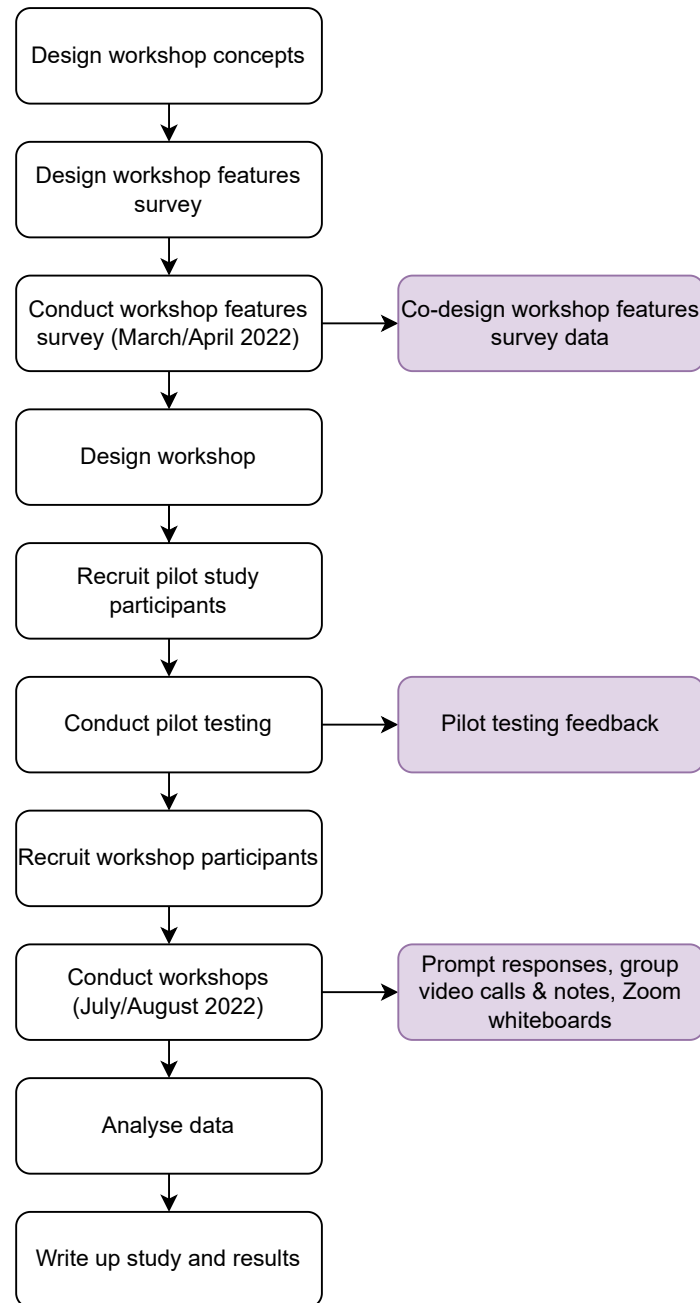 Design workshop concepts
Design workshop features
survey
Conduct workshop features
survey (March/April 2022)
Co-design workshop features
survey data
Design workshop
Recruit pilot study
participants
Conduct pilot testing
Pilot testing feedback
Recruit workshop participants
Conduct workshops
(July/August 2022)
Prompt responses, group
video calls & notes, Zoom
whiteboards
Analyse data
Write up study and results